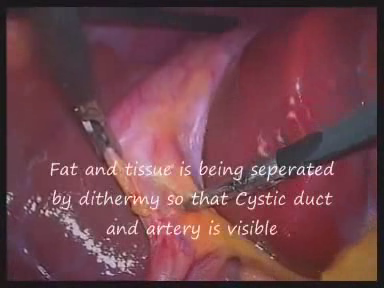 Fat and tissue is being seperated
by dithermy so that Cystic duct
and artery is visible